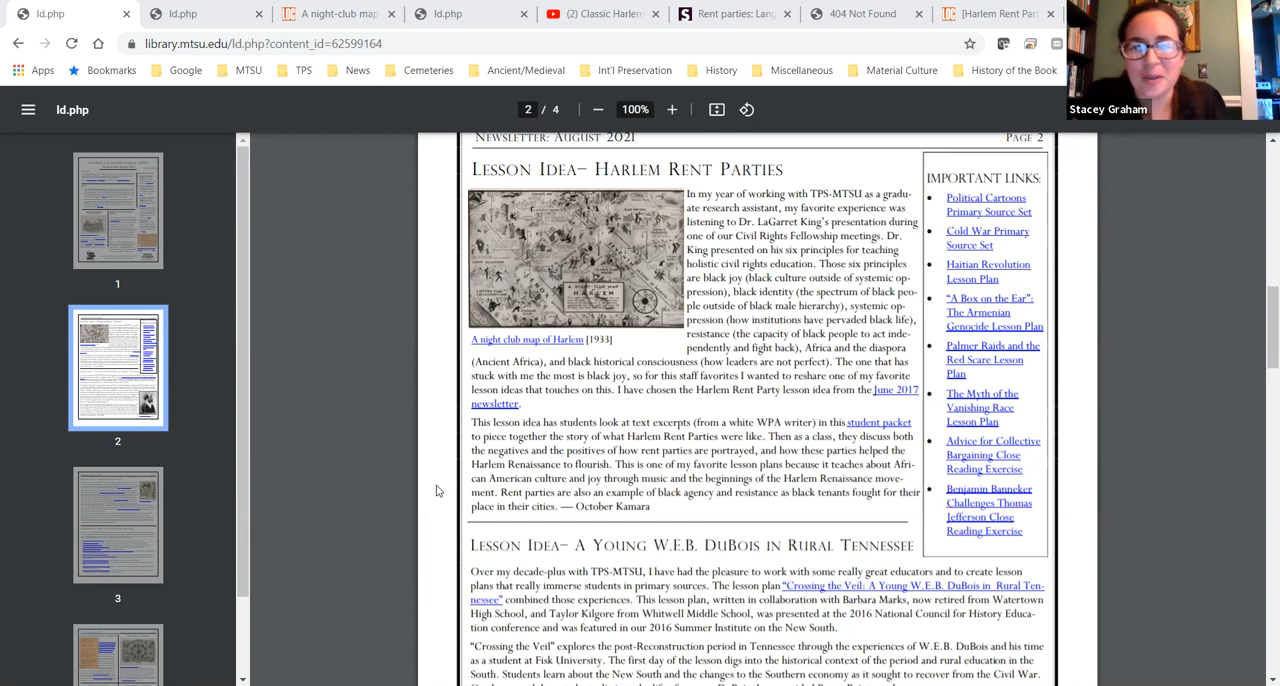 ld.php
ld.php
A night-club map
ld.php
(2) Classic Harlem
Rent parties: Lang
404 Not Found
[Harlem Rent Part
library.mtsu.edu/ld.php?content_id=62599164
Apps
Bookmarks
Google
MTSU
TPS
News
Cemeteries
Ancient/Medieval
Int'l Preservation
History
Miscellaneous
Material Culture
History of the Book
Stacey Graham
ld.php
2 / 4
100%
1
2
3
Newsletter: August 2021
Page 2
Lesson Idea– Harlem Rent Parties
A NIGHT-CLUB MAP OF
HARLEM
A night club map of Harlem [1933]
In my year of working with TPS-MTSU as a gradu-
ate research assistant, my favorite experience was
listening to Dr. LaGarret King's presentation during
one of our Civil Rights Fellowship meetings. Dr.
King presented on his six principles for teaching
holistic civil rights education. Those six principles
are black joy (black culture outside of systemic op-
pression), black identity (the spectrum of black peo-
ple outside of black male hierarchy), systemic op-
pression (how institutions have pervaded black life),
resistance (the capacity of black people to act inde-
pendently and fight back), Africa and the diaspora
(Ancient Africa), and black historical consciousness (how leaders are not perfect). The one that has
stuck with me the most is black joy, so for this staff favorites I wanted to reshare one of my favorite
lesson ideas that touches on this. I have chosen the Harlem Rent Party lesson idea from the June 2017
newsletter.
This lesson idea has students look at text excerpts (from a white WPA writer) in this student packet
to piece together the story of what Harlem Rent Parties were like. Then as a class, they discuss both
the negatives and the positives of how rent parties are portrayed, and how these parties helped the
Harlem Renaissance to flourish. This is one of my favorite lesson plans because it teaches about Afri-
can American culture and joy through music and the beginnings of the Harlem Renaissance move-
ment. Rent parties are also an example of black agency and resistance as black tenants fought for their
place in their cities. — October Kamara
Important Links:
Political Cartoons
Primary Source Set
Cold War Primary
Source Set
Haitian Revolution
Lesson Plan
“A Box on the Ear”:
The Armenian
Genocide Lesson Plan
Palmer Raids and the
Red Scare Lesson
Plan
The Myth of the
Vanishing Race
Lesson Plan
Advice for Collective
Bargaining Close
Reading Exercise
Benjamin Banneker
Challenges Thomas
Jefferson Close
Reading Exercise
Lesson Idea– A Young W.E.B. DuBois in Rural Tennessee
Over my decade-plus with TPS-MTSU, I have had the pleasure to work with some really great educators and to create lesson
plans that really immerse students in primary sources. The lesson plan “Crossing the Veil: A Young W.E.B. DuBois in Rural Ten-
nessee” combined those experiences. This lesson plan, written in collaboration with Barbara Marks, now retired from Watertown
High School, and Taylor Kilgore from Whitwell Middle School, was presented at the 2016 National Council for History Educa-
tion conference and was featured in our 2016 Summer Institute on the New South.
“Crossing the Veil” explores the post-Reconstruction period in Tennessee through the experiences of W.E.B. DuBois and his time
as a student at Fisk University. The first day of the lesson digs into the historical context of the period and rural education in the
South. Students learn about the New South and the changes to the Southern economy as it sought to recover from the Civil War.